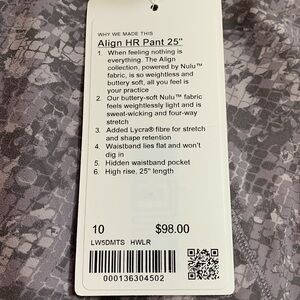 WHY WE MADE THIS
Align HR Pant 25"
1. When feeling nothing is
everything. The Align
collection, powered by Nulu™
fabric, is so weightless and
buttery soft, all you feel is
your practice
2. Our buttery-soft Nulu™ fabric
feels weightlessly light and is
sweat-wicking and four-way
stretch
3. Added Lycra® fibre for stretch
and shape retention
4. Waistband lies flat and won't
dig in
5. Hidden waistband pocket
6. High rise, 25" length
10 $98.00
LW5DMTS HWLR
000136304502